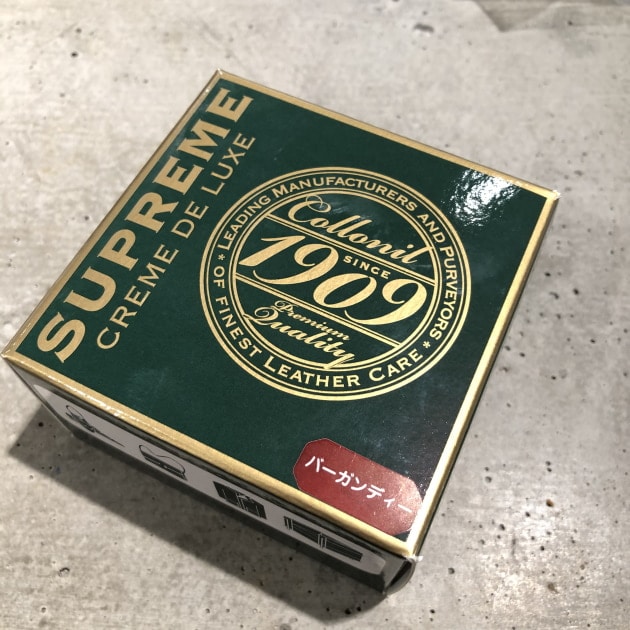 SUPREME
CREME DE LUXE
* LEADING MANUFACTURERS AND PURVEYORS *
OF FINEST LEATHER CARE
Collonil
SINCE
1909
Premium
Quality
バーガンディー